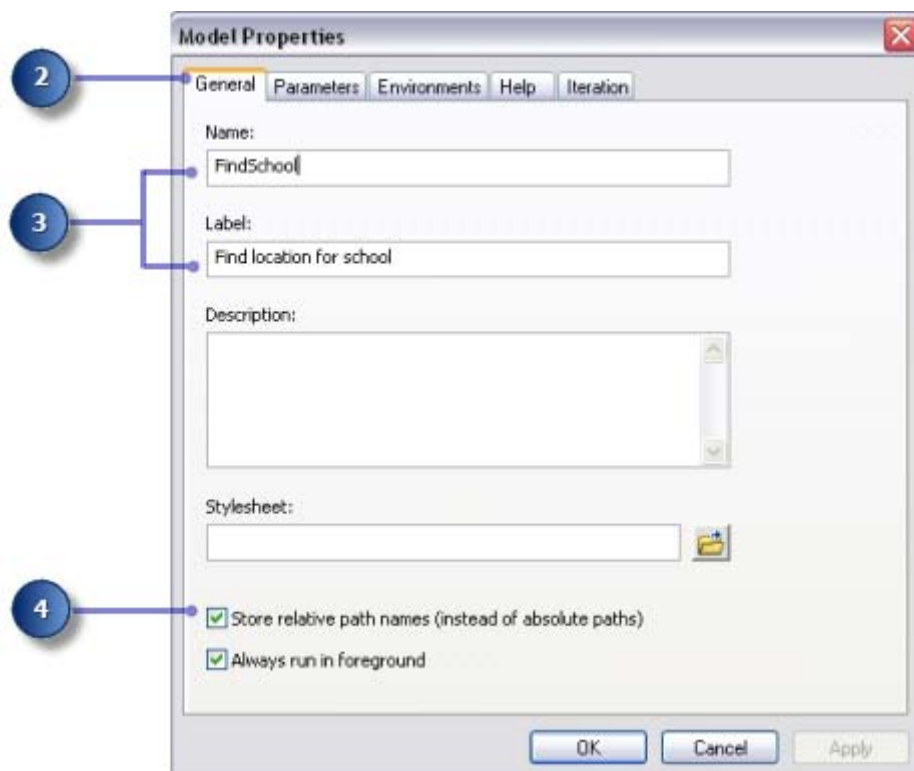 Model Properties
2
General Parameters Environments Help Iteration
Name:
FindSchool
3
Label:
Find location for school
Description:
Stylesheet:
4
Store relative path names (instead of absolute paths)
Always run in foreground
OK Cancel Apply